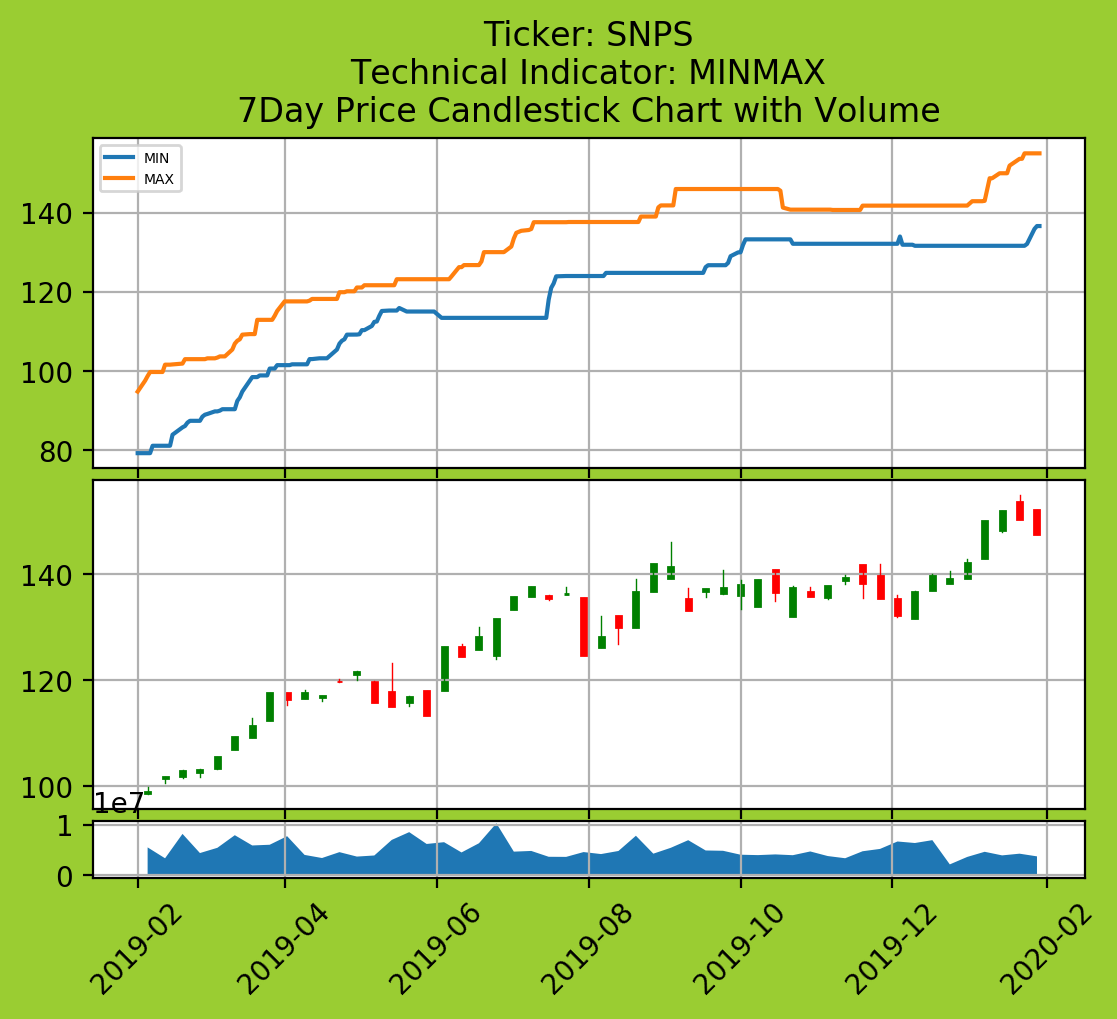 Ticker: SNPS
Technical Indicator: MINMAX
7Day Price Candlestick Chart with Volume
MIN
MAX
140
120
100
80
140
120
100
1e7
1
0
2019-02
2019-04
2019-06
2019-08
2019-10
2019-12
2020-02